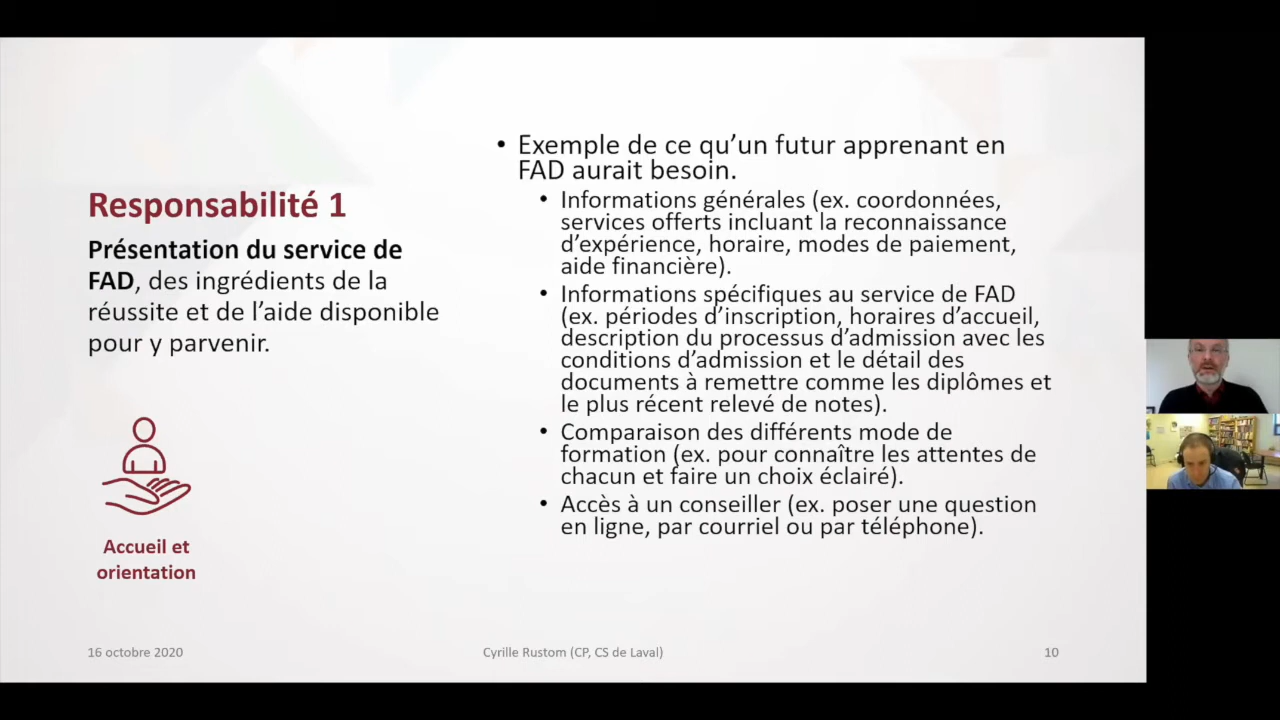 Responsabilité 1
Présentation du service de
FAD, des ingrédients de la
réussite et de l’aide disponible
pour y parvenir.
Accueil et
orientation
• Exemple de ce qu’un futur apprenant en
FAD aurait besoin.
• Informations générales (ex. coordonnées,
services offerts incluant la reconnaissance
d’expérience, horaire, modes de paiement,
aide financière).
• Informations spécifiques au service de FAD
(ex. périodes d’inscription, horaires d’accueil,
description du processus d’admission avec les
conditions d’admission et le détail des
documents à remettre comme les diplômes et
le plus récent relevé de notes).
• Comparaison des différents mode de
formation (ex. pour connaître les attentes de
chacun et faire un choix éclairé).
• Accès à un conseiller (ex. poser une question
en ligne, par courriel ou par téléphone).
16 octobre 2020
Cyrille Rustom (CP, CS de Laval)
10